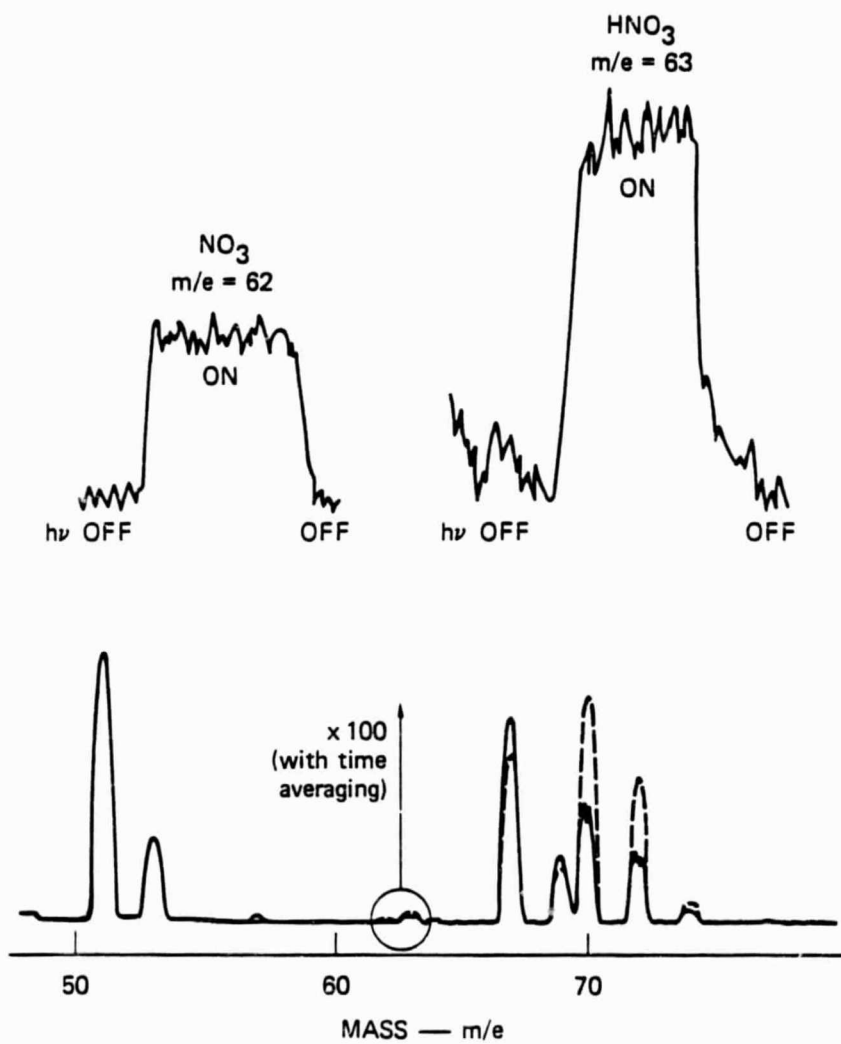 HNO₃
m/e = 63
ON
NO₃
m/e = 62
ON
hν OFF
OFF
hν OFF
OFF
x 100
(with time
averaging)
50
60
70
MASS — m/e